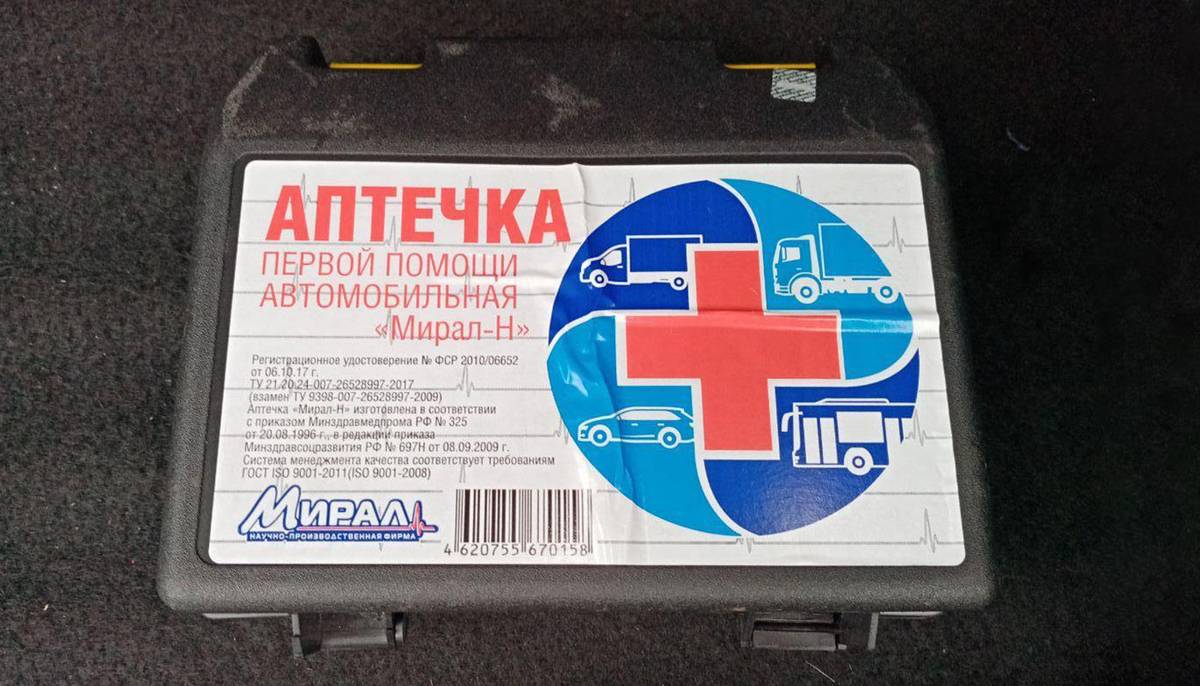 АПТЕЧКА
ПЕРВОЙ ПОМОЩИ
АВТОМОБИЛЬНАЯ
«Мирал-Н»
Регистрационное удостоверение № ФСР 2010/06652
от 06.10.17 г.
ТУ 21.20.24-007-26528997-2017
(взамен ТУ 9398-007-26528997-2009)
Аптечка «Мирал-Н» изготовлена в соответствии
с приказом Минздравмедпрома РФ № 325
от 20.08.1996 г., в редакции приказа
Минздравсоцразвития РФ № 697Н от 08.09.2009 г.
Система менеджмента качества соответствует требованиям
ГОСТ ISO 9001-2011(ISO 9001-2008)
МИРАЛ
НАУЧНО-ПРОИЗВОДСТВЕННАЯ ФИРМА
4 620755 670158